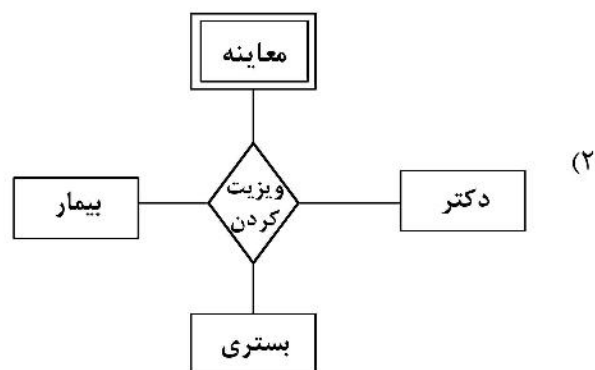 معاینه
۲)
ویزیت
کردن
دکتر
بیمار
بستری